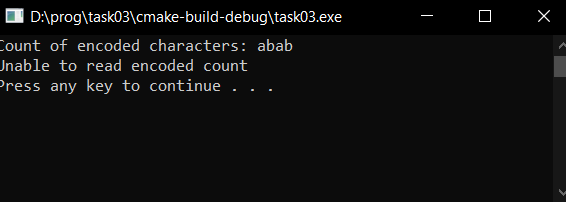 D:\prog\task03\cmake-build-debug\task03.exe
Count of encoded characters: abab
Unable to read encoded count
Press any key to continue . . .